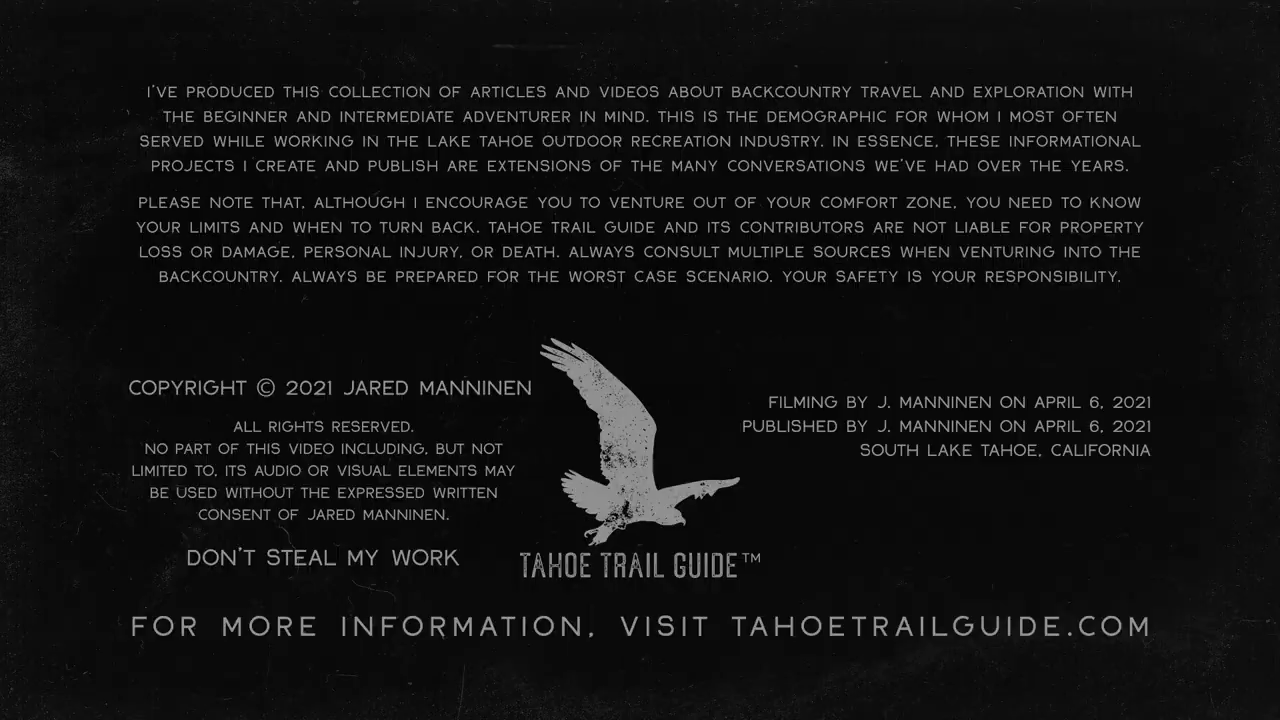 I'VE PRODUCED THIS COLLECTION OF ARTICLES AND VIDEOS ABOUT BACKCOUNTRY TRAVEL AND EXPLORATION WITH
THE BEGINNER AND INTERMEDIATE ADVENTURER IN MIND. THIS IS THE DEMOGRAPHIC FOR WHOM I MOST OFTEN
SERVED WHILE WORKING IN THE LAKE TAHOE OUTDOOR RECREATION INDUSTRY. IN ESSENCE, THESE INFORMATIONAL
PROJECTS I CREATE AND PUBLISH ARE EXTENSIONS OF THE MANY CONVERSATIONS WE'VE HAD OVER THE YEARS.
PLEASE NOTE THAT, ALTHOUGH I ENCOURAGE YOU TO VENTURE OUT OF YOUR COMFORT ZONE, YOU NEED TO KNOW
YOUR LIMITS AND WHEN TO TURN BACK. TAHOE TRAIL GUIDE AND ITS CONTRIBUTORS ARE NOT LIABLE FOR PROPERTY
LOSS OR DAMAGE, PERSONAL INJURY, OR DEATH. ALWAYS CONSULT MULTIPLE SOURCES WHEN VENTURING INTO THE
BACKCOUNTRY. ALWAYS BE PREPARED FOR THE WORST CASE SCENARIO. YOUR SAFETY IS YOUR RESPONSIBILITY.
COPYRIGHT © 2021 JARED MANNINEN
ALL RIGHTS RESERVED.
NO PART OF THIS VIDEO INCLUDING, BUT NOT
LIMITED TO, ITS AUDIO OR VISUAL ELEMENTS MAY
BE USED WITHOUT THE EXPRESSED WRITTEN
CONSENT OF JARED MANNINEN.
DON'T STEAL MY WORK
TAHOE TRAIL GUIDE™
FILMING BY J. MANNINEN ON APRIL 6, 2021
PUBLISHED BY J. MANNINEN ON APRIL 6, 2021
SOUTH LAKE TAHOE, CALIFORNIA
FOR MORE INFORMATION, VISIT TAHOETRAILGUIDE.COM